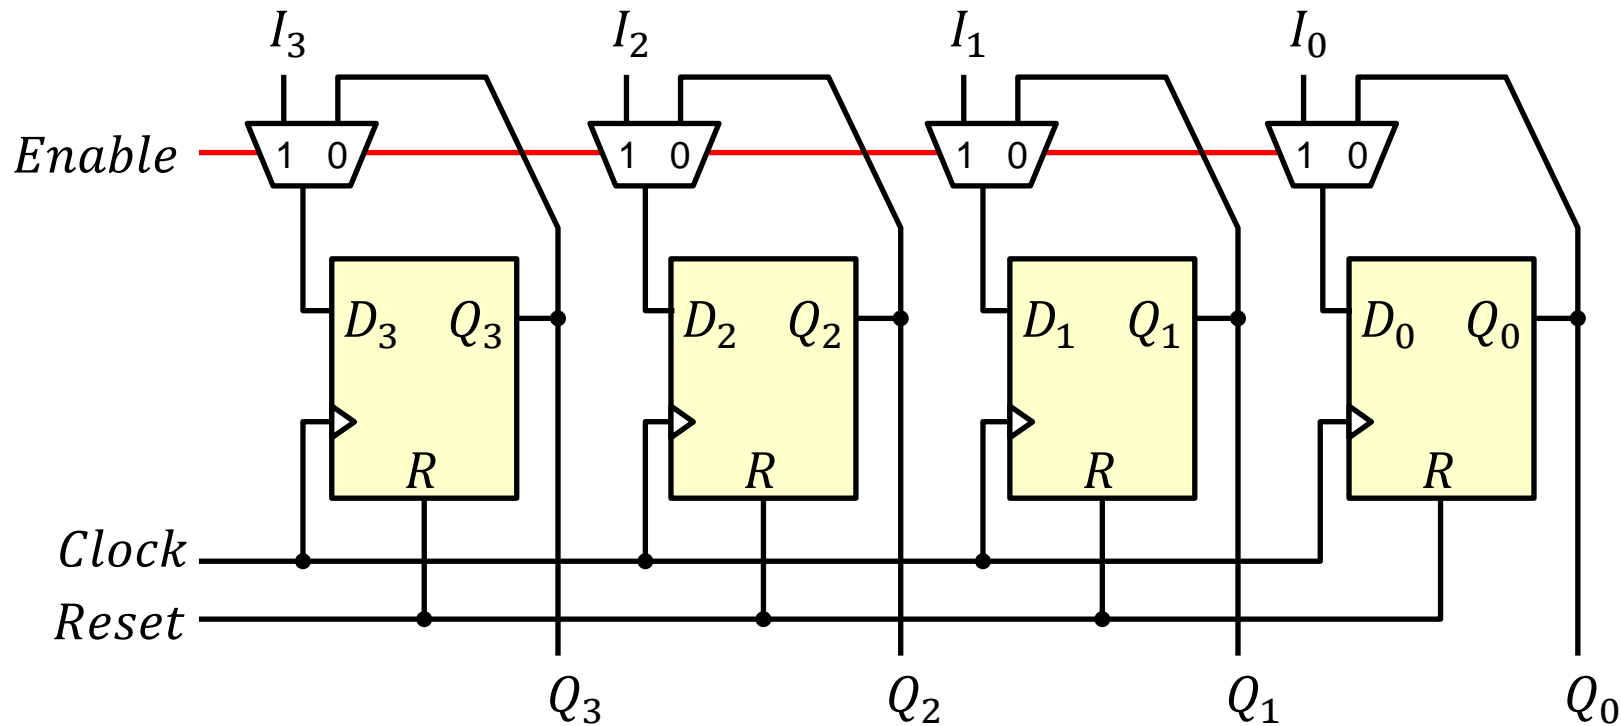 I₃ I₂ I₁ I₀
Enable 1 0 1 0 1 0 1 0
D₃ Q₃ D₂ Q₂ D₁ Q₁ D₀ Q₀
R R R R
Clock
Reset
Q₃ Q₂ Q₁ Q₀